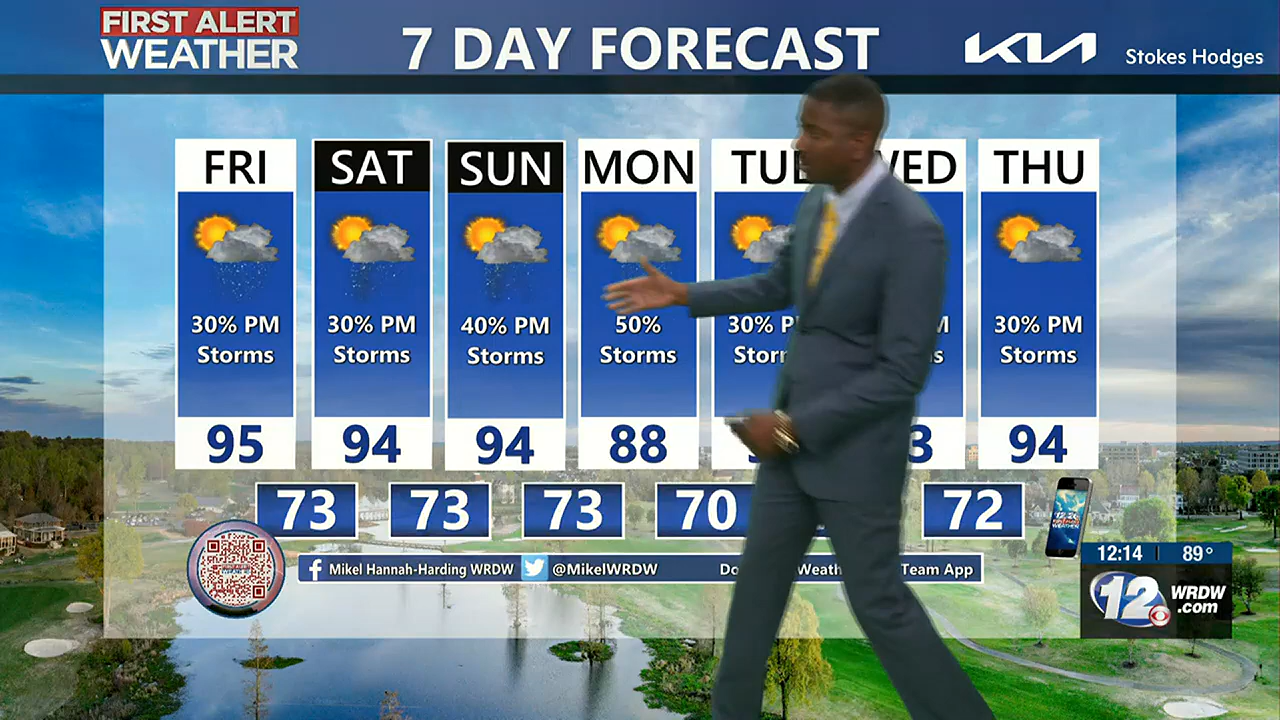 FIRST ALERT
WEATHER
7 DAY FORECAST
KIA
Stokes Hodges
FRI
SAT
SUN
MON
THU
30% PM
Storms
30% PM
Storms
40% PM
Storms
50%
Storms
30%
30% PM
Storms
95
94
94
88
94
73
73
73
70
72
Mikel Hannah-Harding WRDW
@MikelWRDW
Team App
12:14
89°
12
WRDW
.com